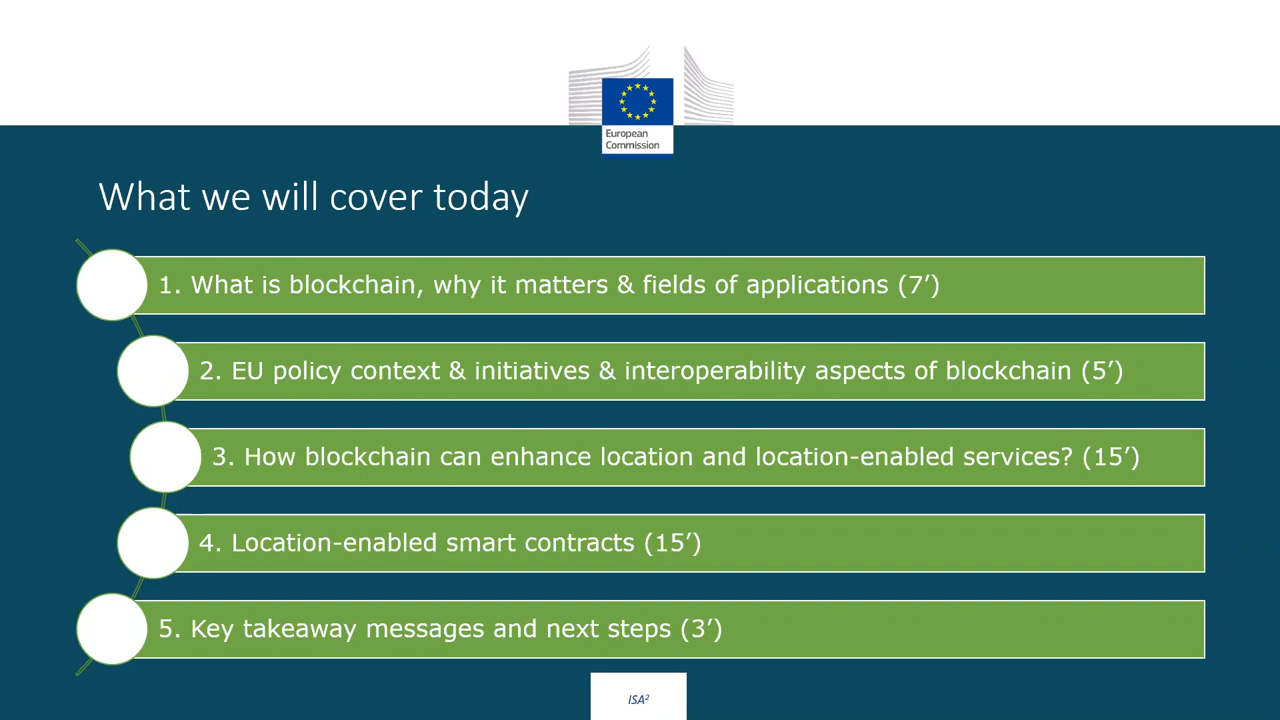 European
Commission
What we will cover today
1. What is blockchain, why it matters & fields of applications (7’)
2. EU policy context & initiatives & interoperability aspects of blockchain (5’)
3. How blockchain can enhance location and location-enabled services? (15’)
4. Location-enabled smart contracts (15’)
5. Key takeaway messages and next steps (3’)
ISA²